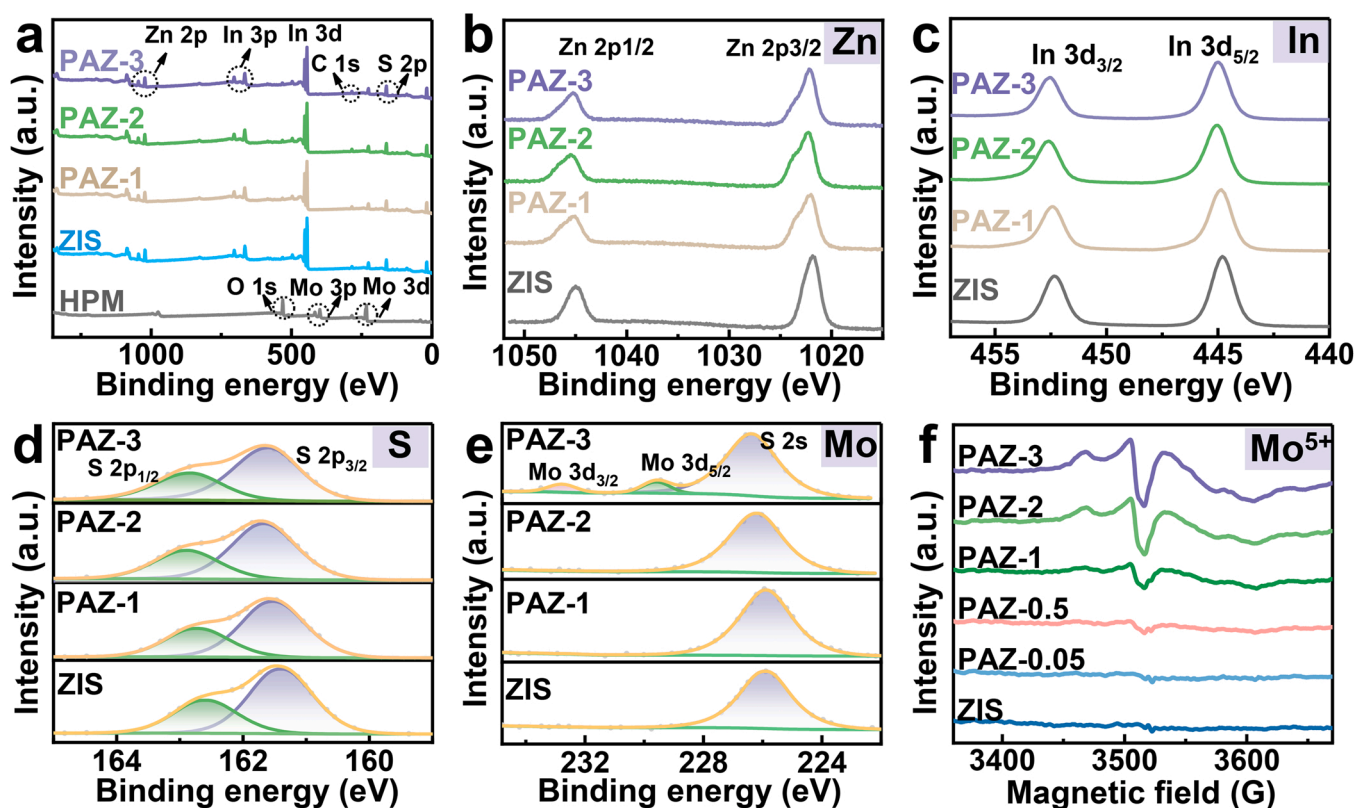 a
Zn 2p
In 3p
In 3d
C 1s
S 2p
PAZ-3
PAZ-2
PAZ-1
ZIS
HPM
O 1s
Mo 3p
Mo 3d
Intensity (a.u.)
1000
500
0
Binding energy (eV)
b
Zn 2p1/2
Zn 2p3/2
Zn
PAZ-3
PAZ-2
PAZ-1
ZIS
Intensity (a.u.)
1050
1040
1030
1020
Binding energy (eV)
c
In 3d3/2
In 3d5/2
In
PAZ-3
PAZ-2
PAZ-1
ZIS
Intensity (a.u.)
455
450
445
440
Binding energy (eV)
d
PAZ-3
S
S 2p1/2
S 2p3/2
PAZ-2
PAZ-1
ZIS
Intensity (a.u.)
164
162
160
Binding energy (eV)
e
PAZ-3
S 2s
Mo
Mo 3d3/2
Mo 3d5/2
PAZ-2
PAZ-1
ZIS
Intensity (a.u.)
232
228
224
Binding energy (eV)
f
Mo5+
PAZ-3
PAZ-2
PAZ-1
PAZ-0.5
PAZ-0.05
ZIS
Intensity (a.u.)
3400
3500
3600
Magnetic field (G)